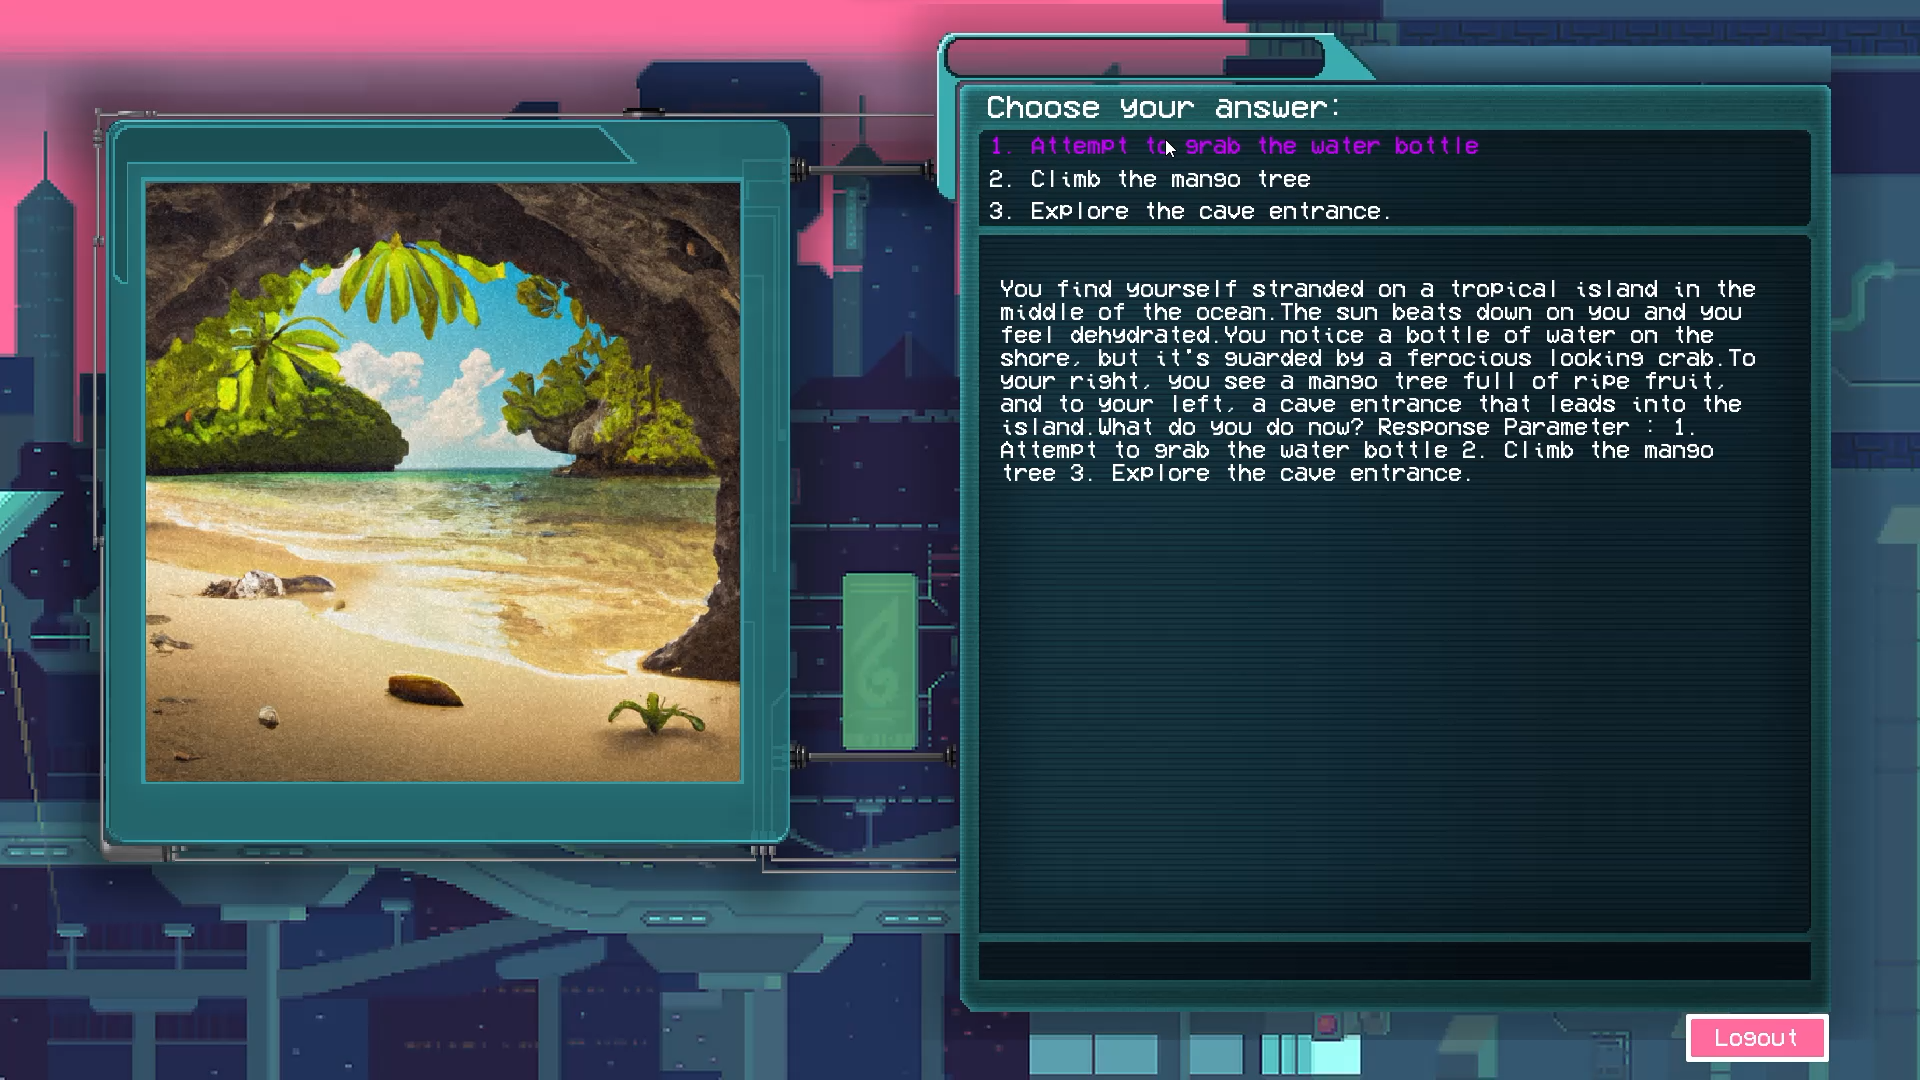 Choose your answer:
1. Attempt to grab the water bottle
2. Climb the mango tree
3. Explore the cave entrance.
You find yourself stranded on a tropical island in the
middle of the ocean.The sun beats down on you and you
feel dehydrated.You notice a bottle of water on the
shore, but it's guarded by a ferocious looking crab.To
your right, you see a mango tree full of ripe fruit,
and to your left, a cave entrance that leads into the
island.What do you do now? Response Parameter : 1.
Attempt to grab the water bottle 2. Climb the mango
tree 3. Explore the cave entrance.
Logout